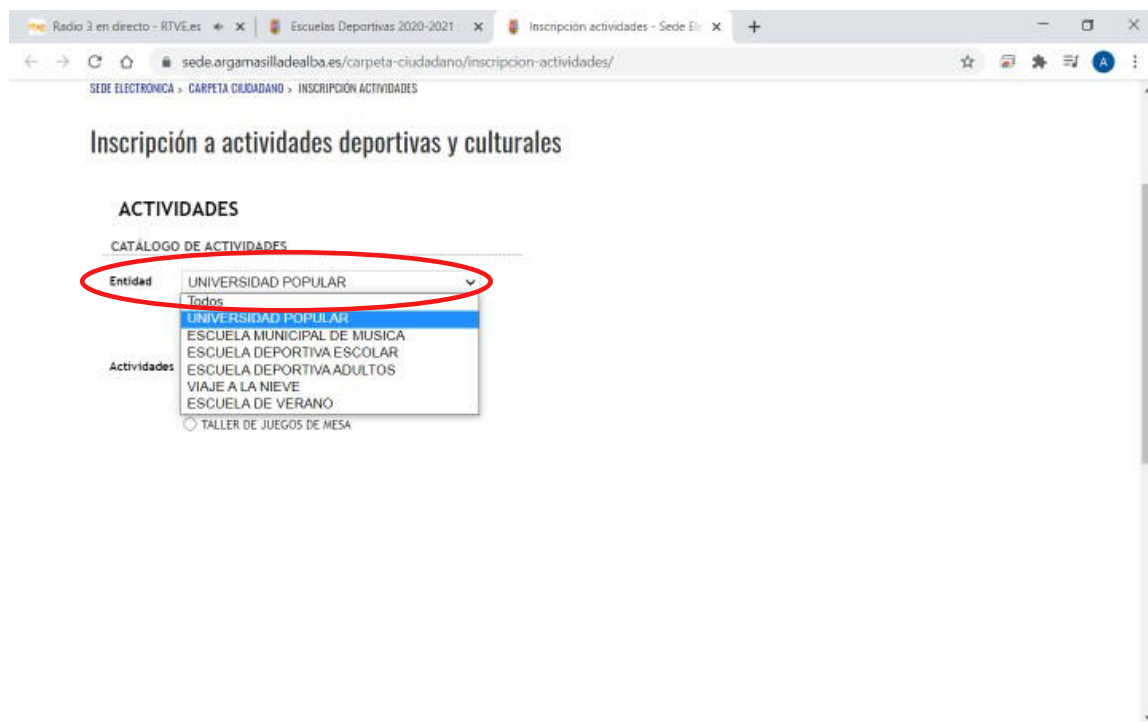 Radio 3 en directo - RTVE.es
Escuelas Deportivas 2020-2021
Inscripción actividades - Sede Ele
sede.argamasilladealba.es/carpeta-ciudadano/inscripcion-actividades/
A
SEDE ELECTRÓNICA > CARPETA CIUDADANO > INSCRIPCIÓN ACTIVIDADES
Inscripción a actividades deportivas y culturales
ACTIVIDADES
CATÁLOGO DE ACTIVIDADES
Entidad UNIVERSIDAD POPULAR
Todos
UNIVERSIDAD POPULAR
ESCUELA MUNICIPAL DE MUSICA
ESCUELA DEPORTIVA ESCOLAR
Actividades ESCUELA DEPORTIVA ADULTOS
VIAJE A LA NIEVE
ESCUELA DE VERANO
TALLER DE JUEGOS DE MESA